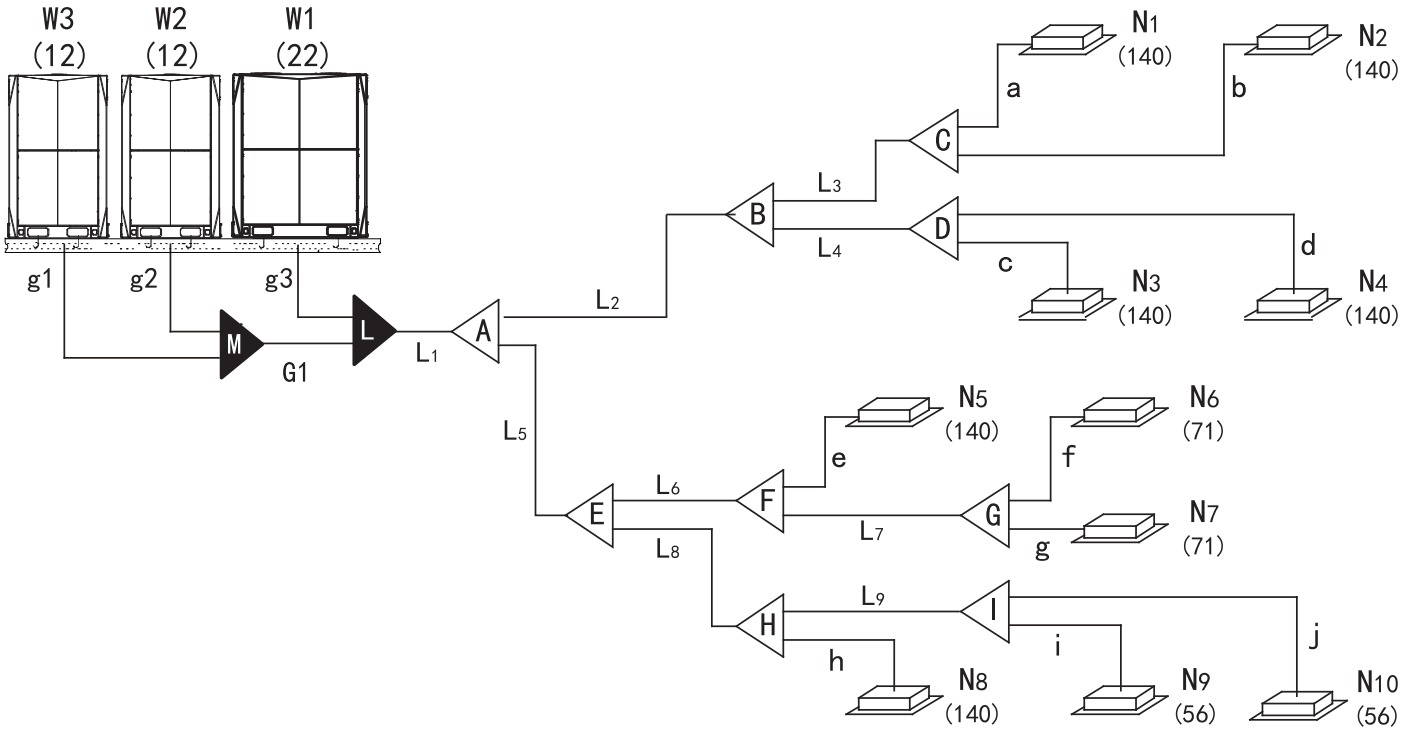 W3 W2 W1
(12) (12) (22)
N1
(140)
N2
(140)
a
b
C
L3
B
L4
D
c
d
N3
(140)
N4
(140)
g1 g2 g3
M
G1
L
L1
A
L2
L5
N5
(140)
N6
(71)
e
f
L6
F
E
L7
G
g
N7
(71)
L8
L9
I
H
h
i
j
N8
(140)
N9
(56)
N10
(56)